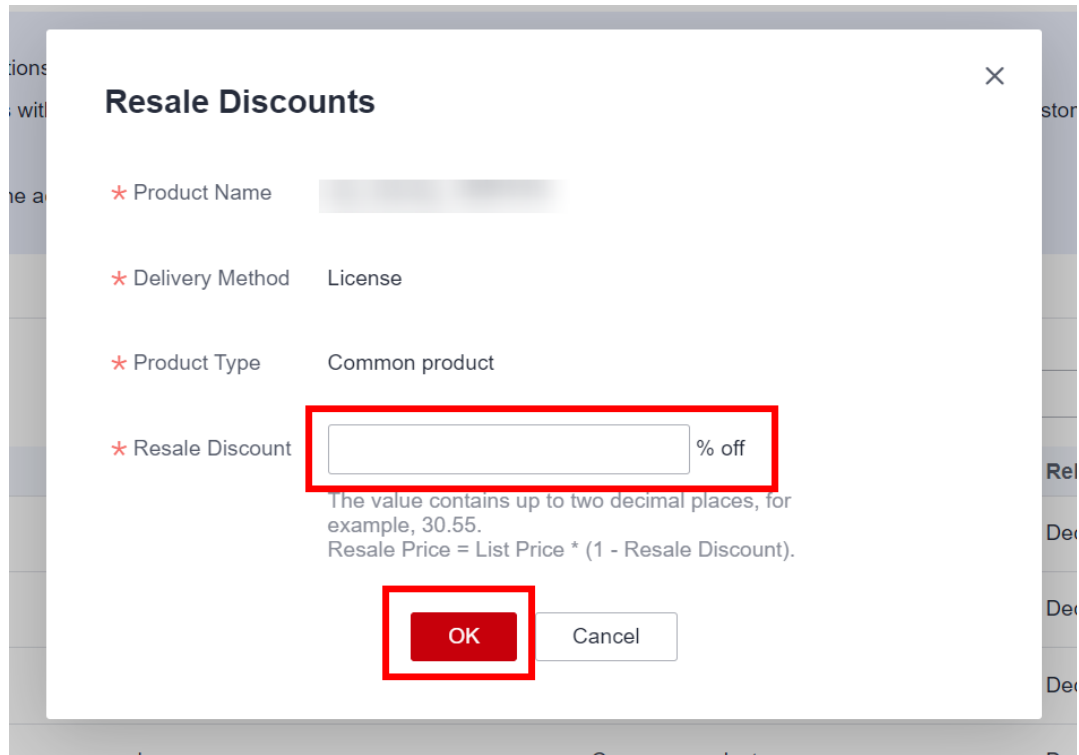 Resale Discounts
* Product Name
* Delivery Method License
* Product Type Common product
* Resale Discount % off
The value contains up to two decimal places, for
example, 30.55.
Resale Price = List Price * (1 - Resale Discount).
OK Cancel